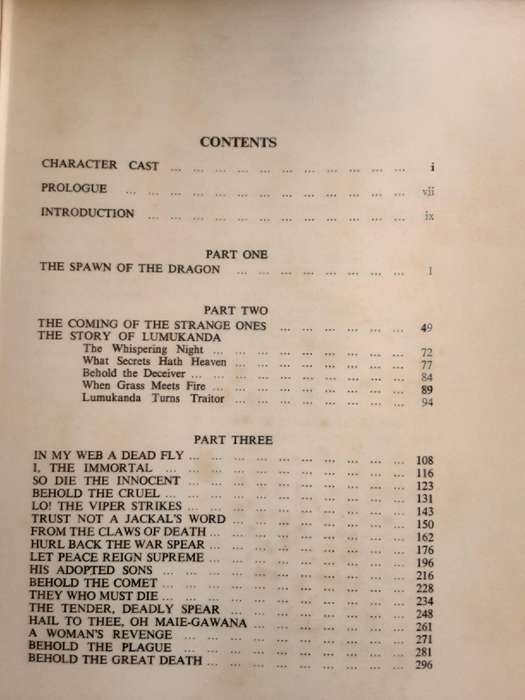 CONTENTS
CHARACTER CAST ... ... ... ... ... ... ... ... ... ... i
PROLOGUE ... ... ... ... ... ... ... ... ... ... ... vii
INTRODUCTION ... ... ... ... ... ... ... ... ... ... ... ix
PART ONE
THE SPAWN OF THE DRAGON ... ... ... ... ... ... ... 1
PART TWO
THE COMING OF THE STRANGE ONES ... ... ... ... ... 49
THE STORY OF LUMUKANDA
The Whispering Night ... ... ... ... ... ... ... ... 72
What Secrets Hath Heaven ... ... ... ... ... ... ... 77
Behold the Deceiver ... ... ... ... ... ... ... ... ... 84
When Grass Meets Fire ... ... ... ... ... ... ... ... 89
Lumukanda Turns Traitor ... ... ... ... ... ... ... 94
PART THREE
IN MY WEB A DEAD FLY ... ... ... ... ... ... ... ... ... 108
I, THE IMMORTAL ... ... ... ... ... ... ... ... ... ... 116
SO DIE THE INNOCENT ... ... ... ... ... ... ... ... ... 123
BEHOLD THE CRUEL ... ... ... ... ... ... ... ... ... ... 131
LO! THE VIPER STRIKES ... ... ... ... ... ... ... ... ... 143
TRUST NOT A JACKAL'S WORD ... ... ... ... ... ... ... 150
FROM THE CLAWS OF DEATH ... ... ... ... ... ... ... ... 162
HURL BACK THE WAR SPEAR ... ... ... ... ... ... ... ... 176
LET PEACE REIGN SUPREME ... ... ... ... ... ... ... ... 196
HIS ADOPTED SONS ... ... ... ... ... ... ... ... ... ... 216
BEHOLD THE COMET ... ... ... ... ... ... ... ... ... ... 228
THEY WHO MUST DIE ... ... ... ... ... ... ... ... ... ... 234
THE TENDER, DEADLY SPEAR ... ... ... ... ... ... ... 248
HAIL TO THEE, OH MAIE-GAWANA ... ... ... ... ... ... 261
A WOMAN'S REVENGE ... ... ... ... ... ... ... ... ... 271
BEHOLD THE PLAGUE ... ... ... ... ... ... ... ... ... 281
BEHOLD THE GREAT DEATH ... ... ... ... ... ... ... ... 296